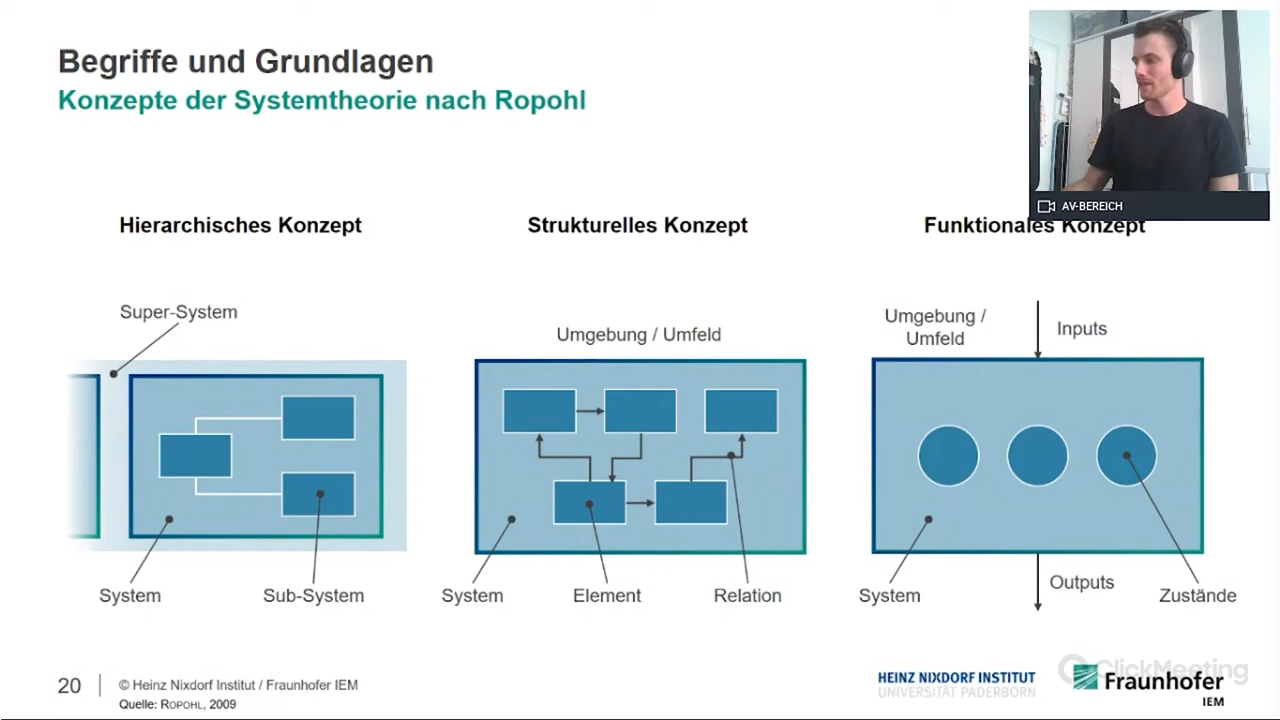 Begriffe und Grundlagen
Konzepte der Systemtheorie nach Ropohl
AV-BEREICH
Hierarchisches Konzept
Strukturelles Konzept
Funktionales Konzept
Super-System
System
Sub-System
Umgebung / Umfeld
System
Element
Relation
Umgebung /
Umfeld
Inputs
System
Outputs
Zustände
20
© Heinz Nixdorf Institut / Fraunhofer IEM
Quelle: ROPOHL, 2009
HEINZ NIXDORF INSTITUT
UNIVERSITÄT PADERBORN
ClickMeeting
Fraunhofer
IEM